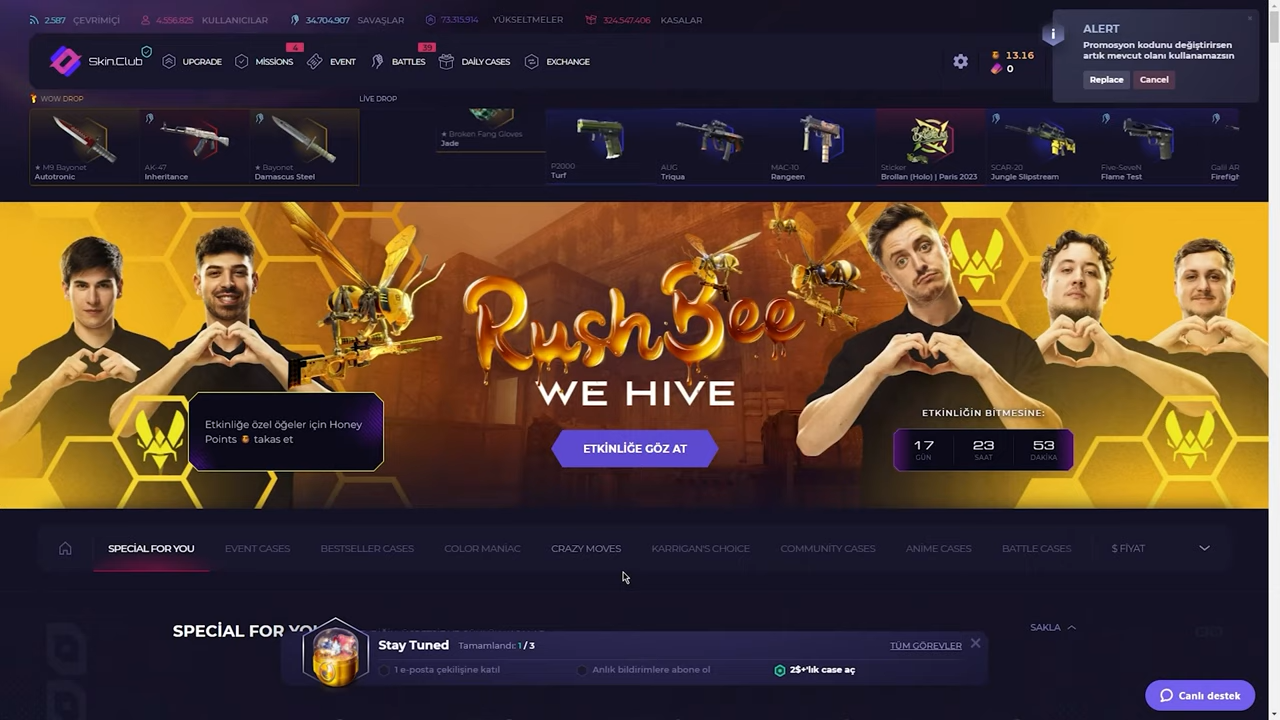 2.587 ÇEVRİMİÇİ 4.556.825 KULLANICILAR 34.704.907 SAVAŞLAR 73.315.914 YÜKSELTMELER 324.547.406 KASALAR
ALERT
Promosyon kodunu değiştirirsen
artık mevcut olanı kullanamazsın
Replace Cancel
4 39
Skin.Club UPGRADE MISSIONS EVENT BATTLES DAILY CASES EXCHANGE
13.16
0
WOW DROP LİVE DROP
★ M9 Bayonet
Autotronic
AK-47
Inheritance
★ Bayonet
Damascus Steel
★ Broken Fang Gloves
Jade
P2000
Turf
AUG
Triqua
MAC-10
Rangeen
Sticker
Brollan (Holo) | Paris 2023
SCAR-20
Jungle Slipstream
Five-SeveN
Flame Test
Galil AR
Firefigh
Rush Bee
WE HIVE
Etkinliğe özel öğeler için Honey
Points takas et
ETKİNLİĞE GÖZ AT
ETKİNLİĞİN BITMESINE:
17 23 53
GÜN SAAT DAKİKA
SPECİAL FOR YOU EVENT CASES BESTSELLER CASES COLOR MANIAC CRAZY MOVES KARRIGAN'S CHOICE COMMUNITY CASES ANIME CASES BATTLE CASES $ FİYAT
SPECİAL FOR YOU
SAKLA
Stay Tuned Tamamlandı: 1 / 3 TÜM GÖREVLER
1 e-posta çekilişine katıl Anlık bildirimlere abone ol 2$+'lık case aç
Canlı destek